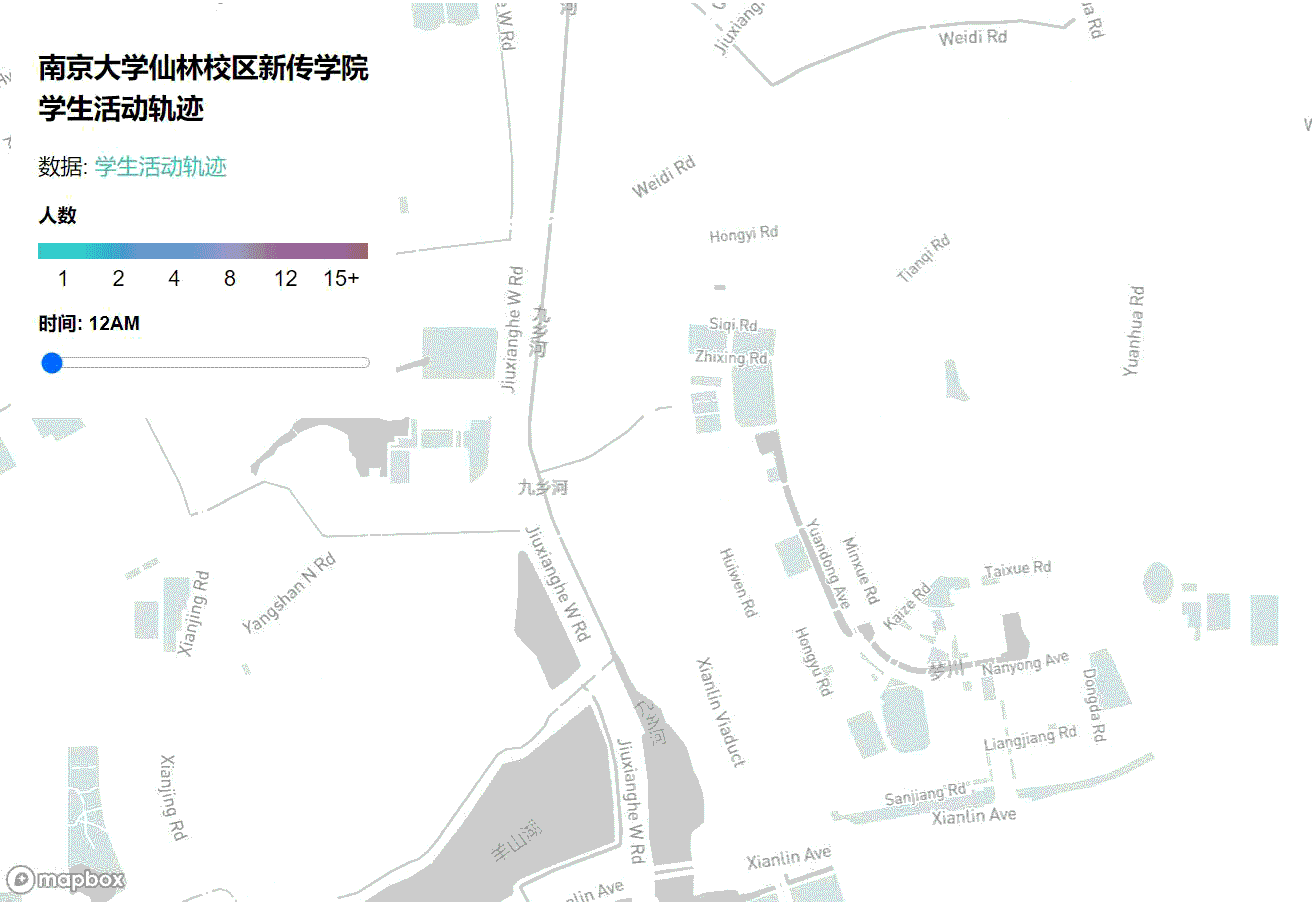 南京大学仙林校区新传学院
学生活动轨迹
数据: 学生活动轨迹
人数
1 2 4 8 12 15+
时间: 12AM
河
Weidi Rd
Weidi Rd
Hongyi Rd
Tianqi Rd
Yuanhua Rd
Jiuxianghe W Rd
九乡河
Siqi Rd
Zhixing Rd
九乡河
Jiuxianghe W Rd
Yangshan N Rd
Xianjing Rd
Huiwen Rd
Yuandong Ave
Minxue Rd
Kaize Rd
Taixue Rd
Hongyu Rd
梦川
Nanyong Ave
Dongda Rd
Xianlin Viaduct
Liangjiang Rd
Jiuxianghe W Rd
Xianjing Rd
Sanjiang Rd
Xianlin Ave
羊山湖
Xianlin Ave
lin Ave
mapbox